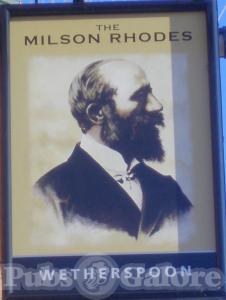 THE
MILSON RHODES
WETHERSPOON
Pubs Galore